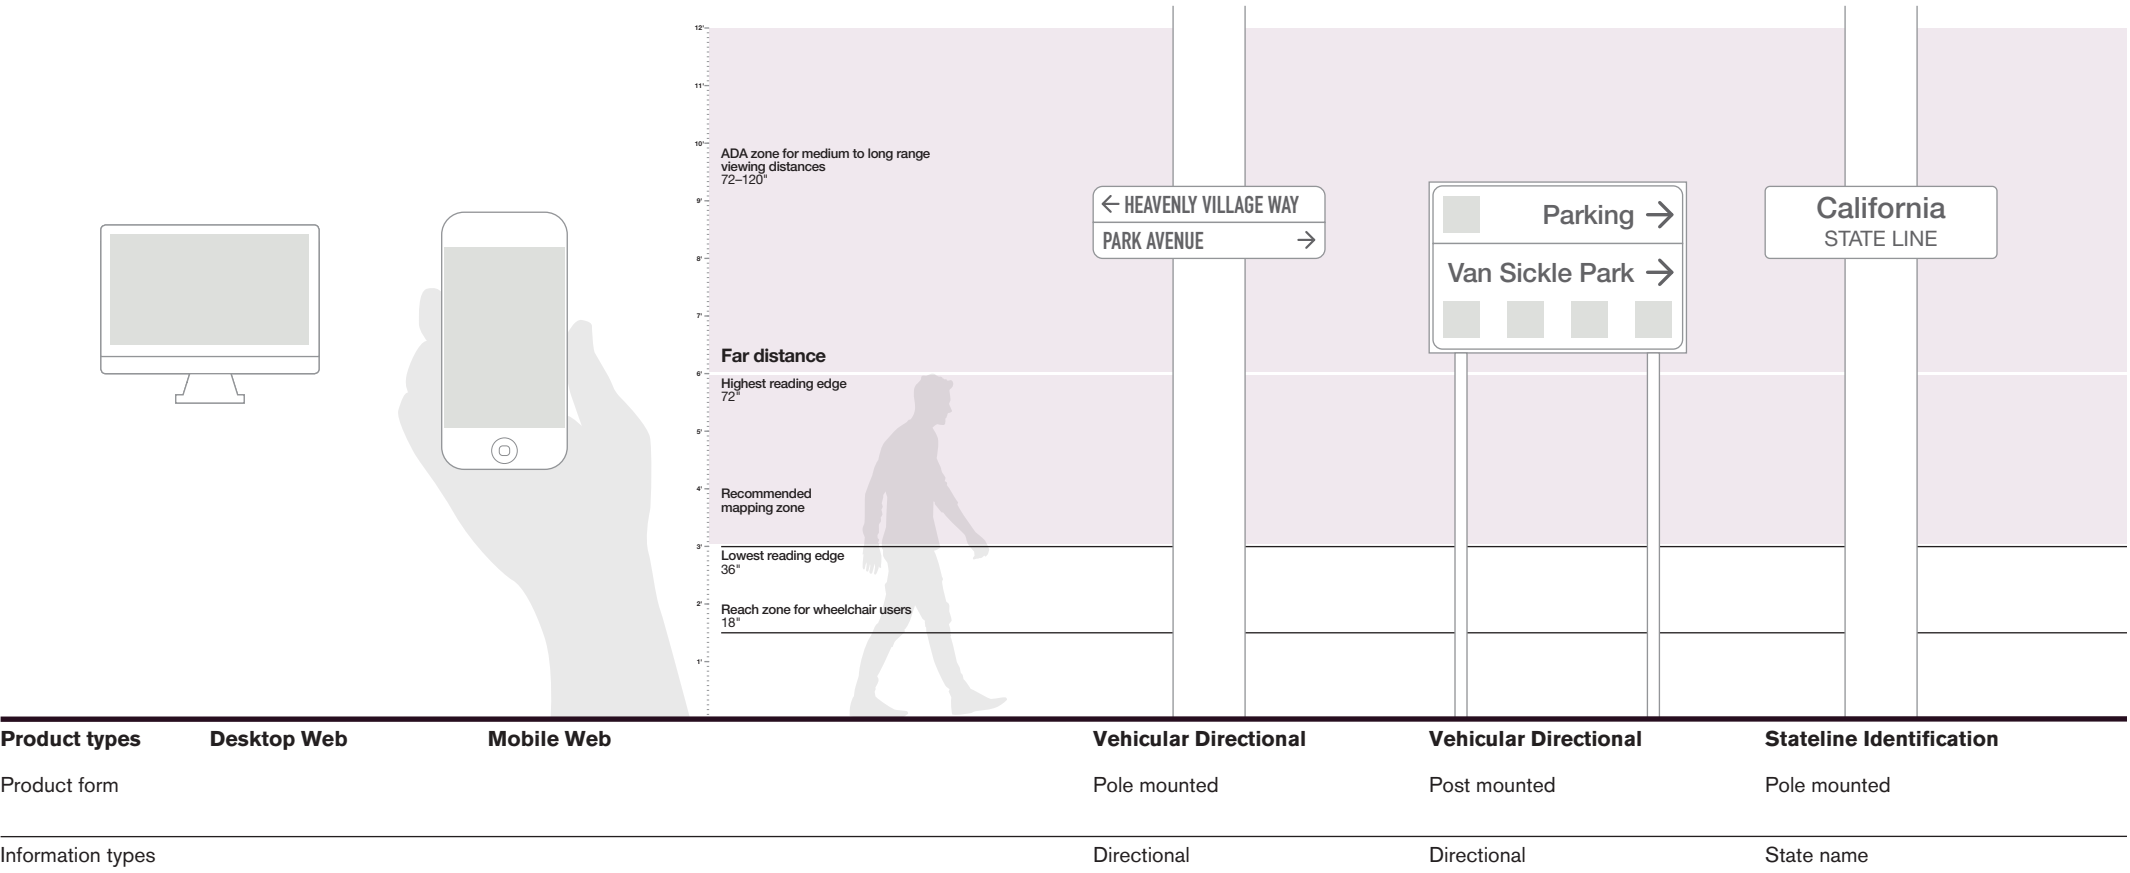 12'
11'
10'
ADA zone for medium to long range
viewing distances
72–120"
9'
8'
7'
Far distance
6'
Highest reading edge
72"
5'
4'
Recommended
mapping zone
3'
Lowest reading edge
36"
2'
Reach zone for wheelchair users
18"
1'
← HEAVENLY VILLAGE WAY
PARK AVENUE →
Parking →
Van Sickle Park →
California
STATE LINE
Product types Desktop Web Mobile Web Vehicular Directional Vehicular Directional Stateline Identification
Product form Pole mounted Post mounted Pole mounted
Information types Directional Directional State name